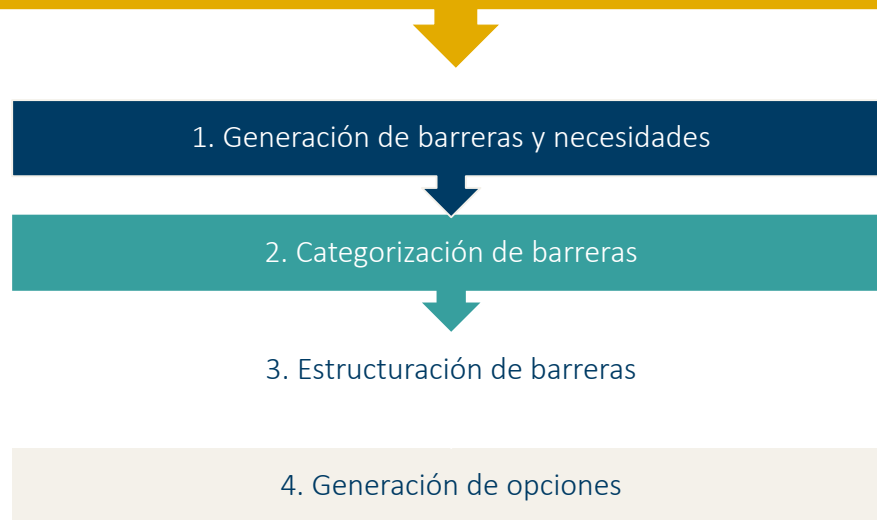 1. Generación de barreras y necesidades
2. Categorización de barreras
3. Estructuración de barreras
4. Generación de opciones